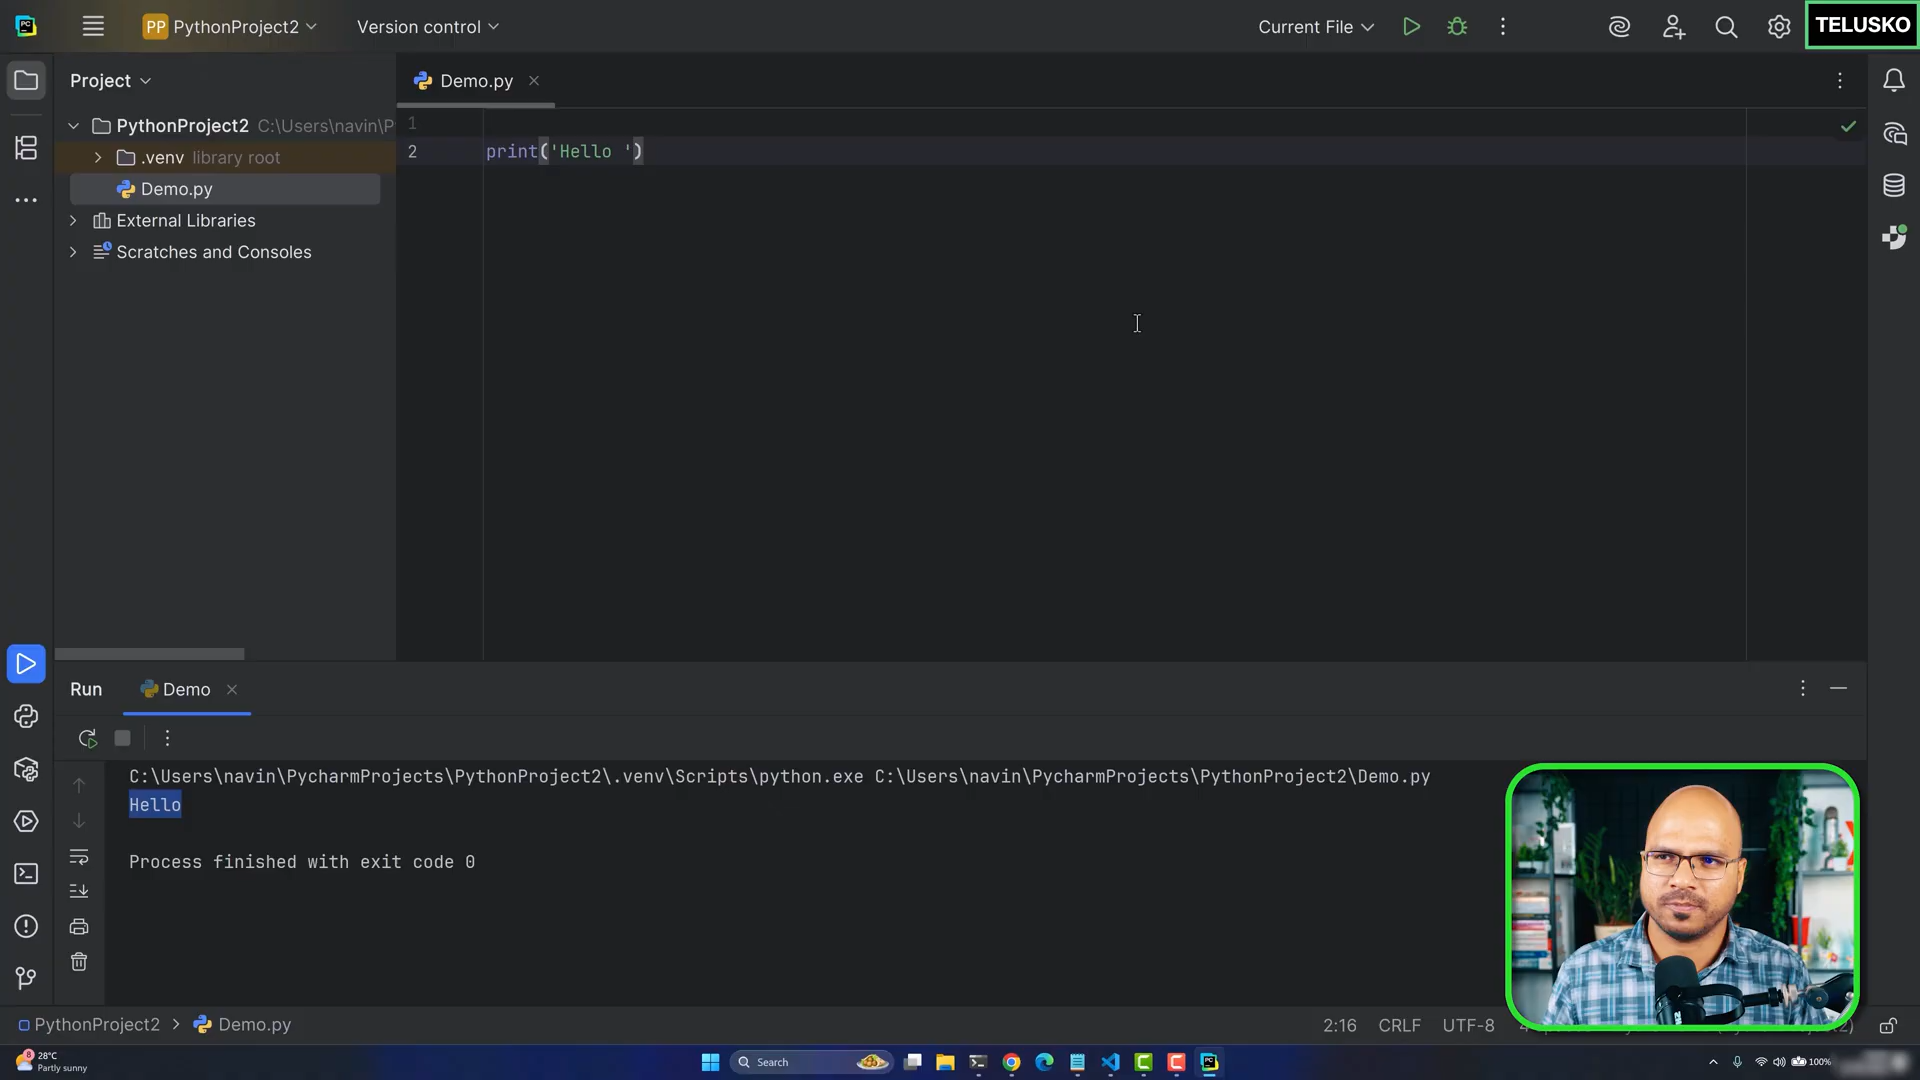 PC
PP PythonProject2
Version control
Current File
TELUSKO
Project
Demo.py
PythonProject2 C:\Users\navin\P
.venv library root
Demo.py
External Libraries
Scratches and Consoles
1
2 print('Hello ')
Run
Demo
C:\Users\navin\PycharmProjects\PythonProject2\.venv\Scripts\python.exe C:\Users\navin\PycharmProjects\PythonProject2\Demo.py
Hello
Process finished with exit code 0
PythonProject2 > Demo.py
2:16 CRLF UTF-8
8
28°C
Partly sunny
Search
100%